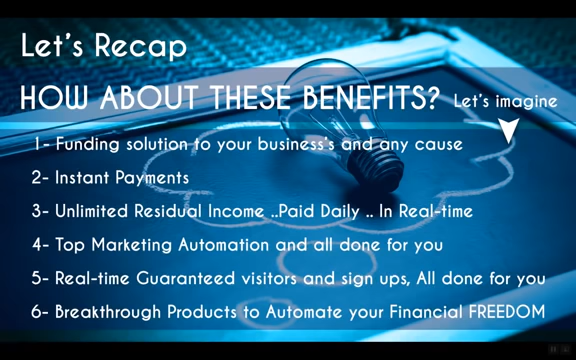 Let's Recap
HOW ABOUT THESE BENEFITS? Let's imagine
1- Funding solution to your business's and any cause
2- Instant Payments
3- Unlimited Residual Income ..Paid Daily .. In Real-time
4- Top Marketing Automation and all done for you
5- Real-time Guaranteed visitors and sign ups, All done for you
6- Breakthrough Products to Automate your Financial FREEDOM